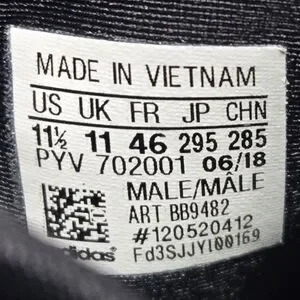 MADE IN VIETNAM
US UK FR JP CHN
11½ 11 46 295 285
PYV 702001 06/18
MALE/MÂLE
ART BB9482
#120520412
adidas Fd3SJJYI00169